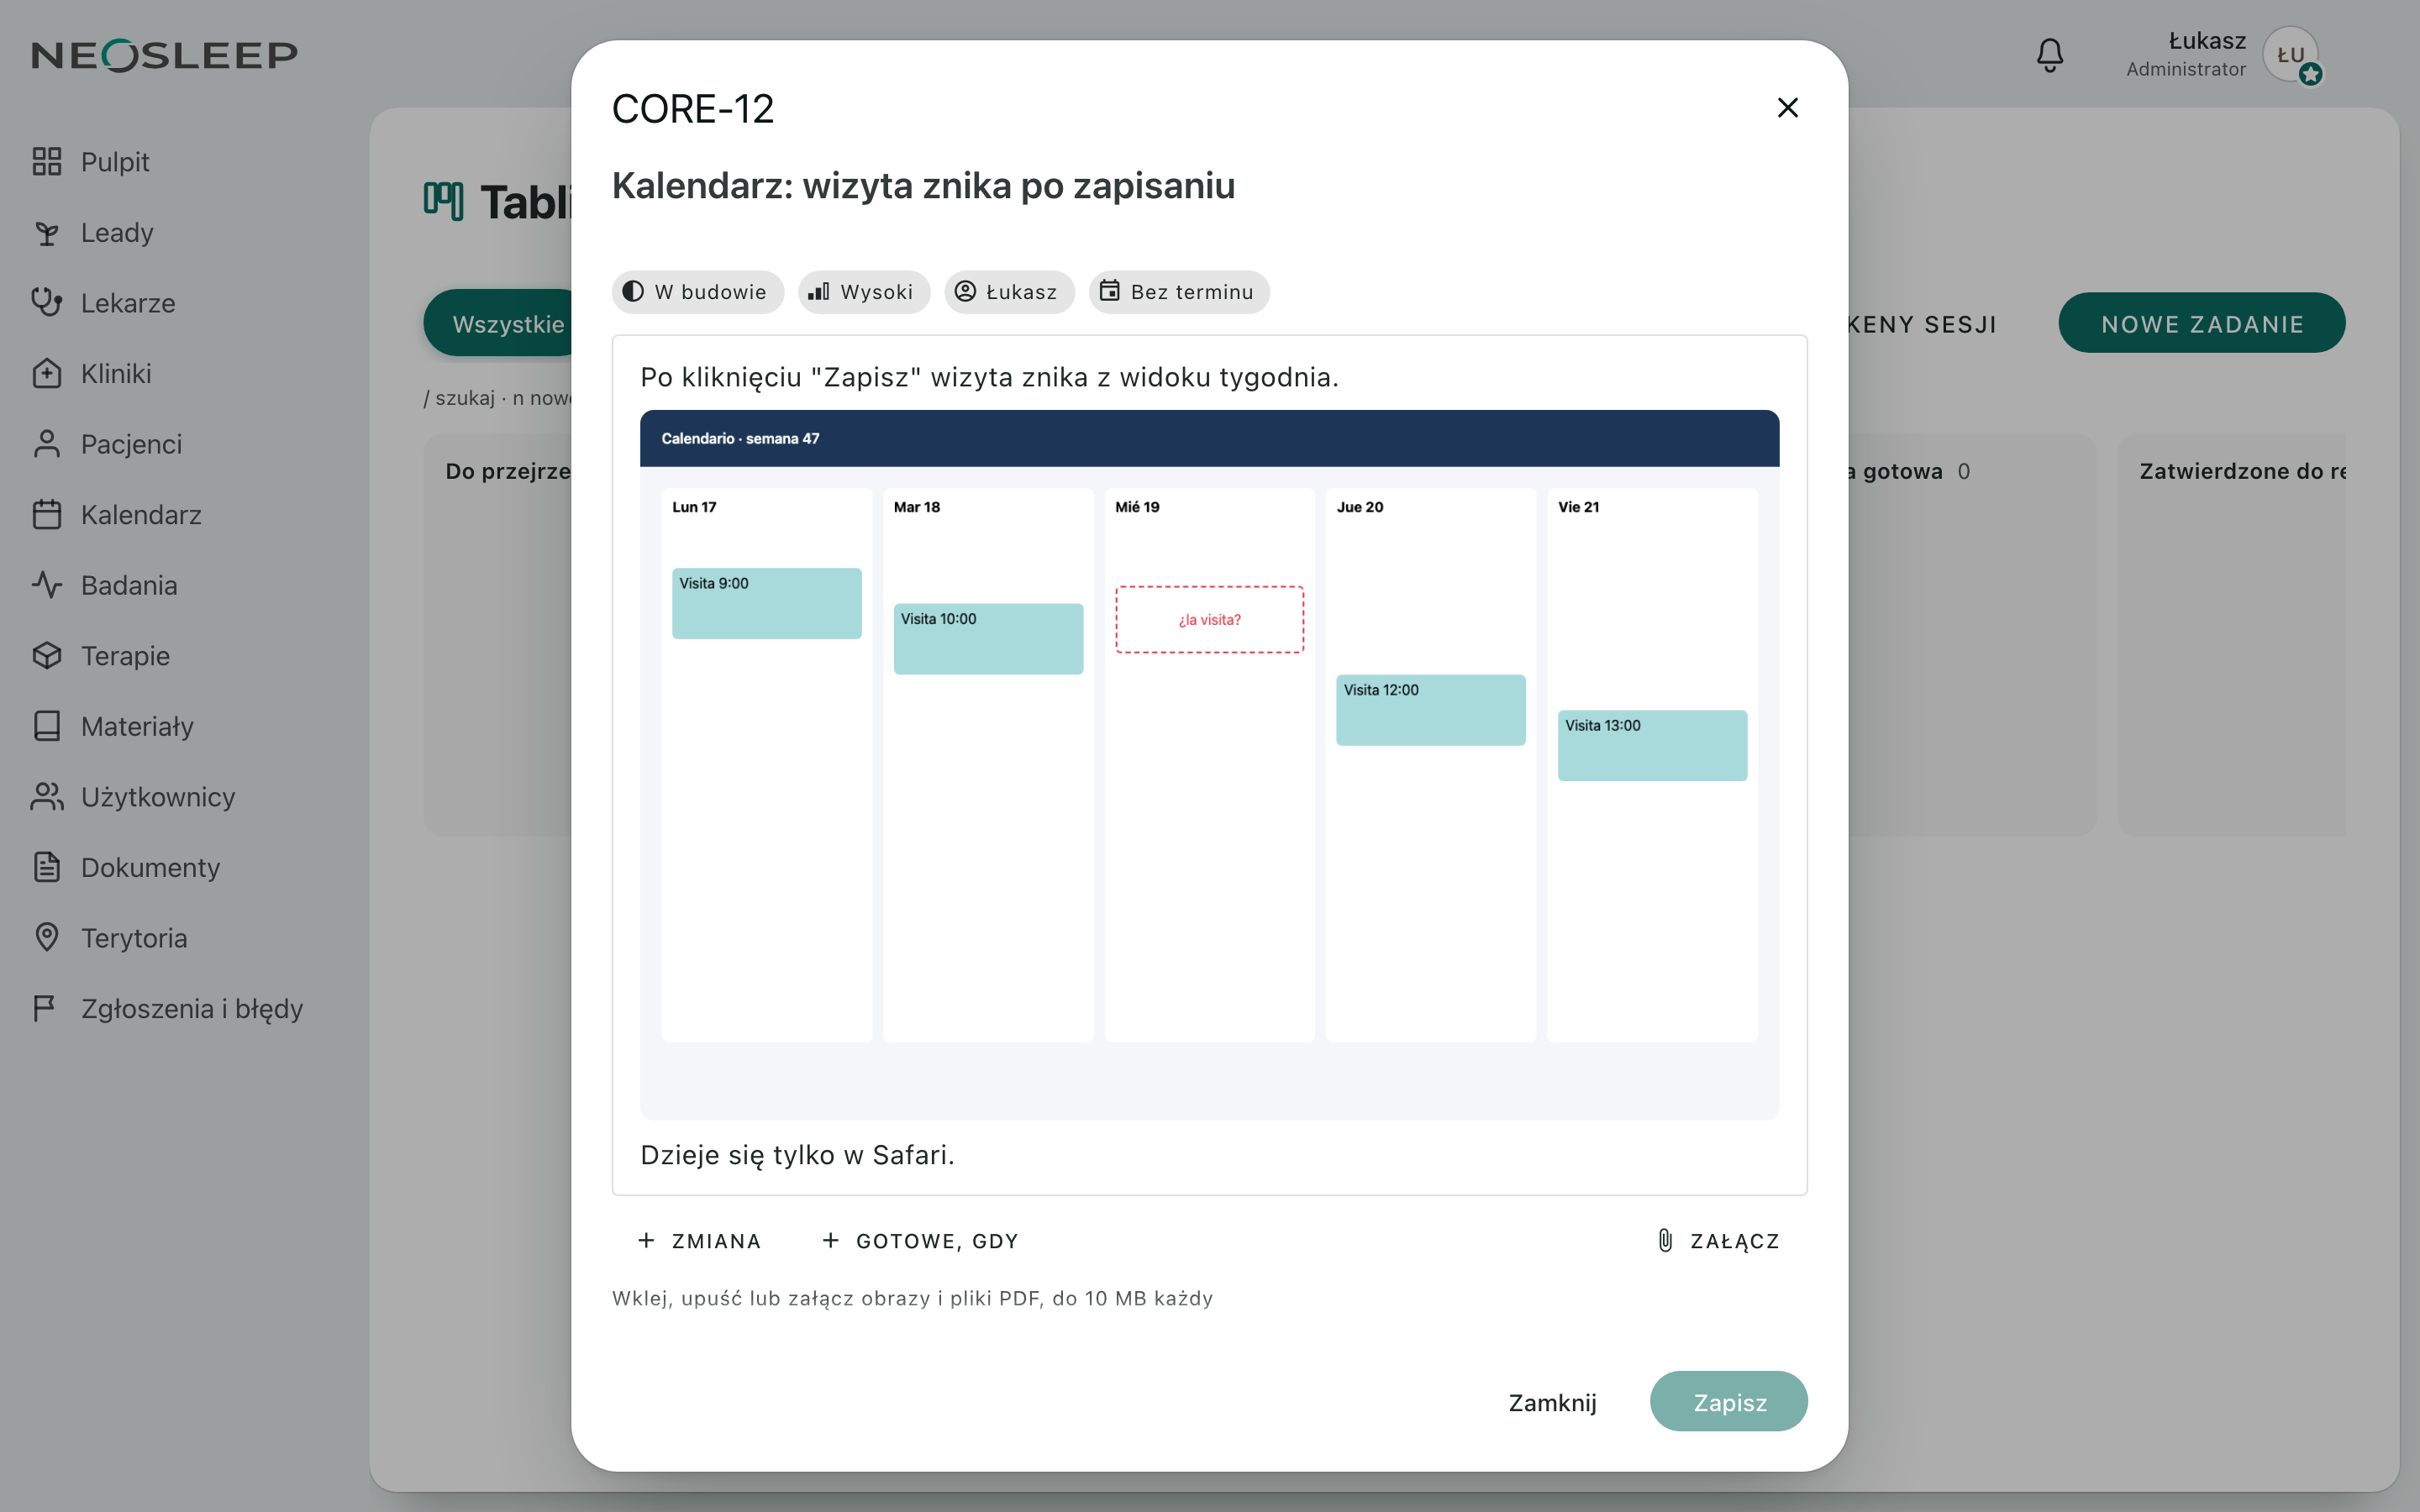 NEOSLEEP
Łukasz
Administrator
ŁU
Pulpit
Leady
Lekarze
Kliniki
Pacjenci
Kalendarz
Badania
Terapie
Materiały
Użytkownicy
Dokumenty
Terytoria
Zgłoszenia i błędy
Tabli
Wszystkie
/ szukaj · n now
Do przejrze
KENY SESJI
NOWE ZADANIE
a gotowa 0
Zatwierdzone do re
CORE-12
Kalendarz: wizyta znika po zapisaniu
W budowie
Wysoki
Łukasz
Bez terminu
Po kliknięciu "Zapisz" wizyta znika z widoku tygodnia.
Calendario · semana 47
Lun 17
Mar 18
Mié 19
Jue 20
Vie 21
Visita 9:00
Visita 10:00
¿la visita?
Visita 12:00
Visita 13:00
Dzieje się tylko w Safari.
+ ZMIANA
+ GOTOWE, GDY
ZAŁĄCZ
Wklej, upuść lub załącz obrazy i pliki PDF, do 10 MB każdy
Zamknij
Zapisz